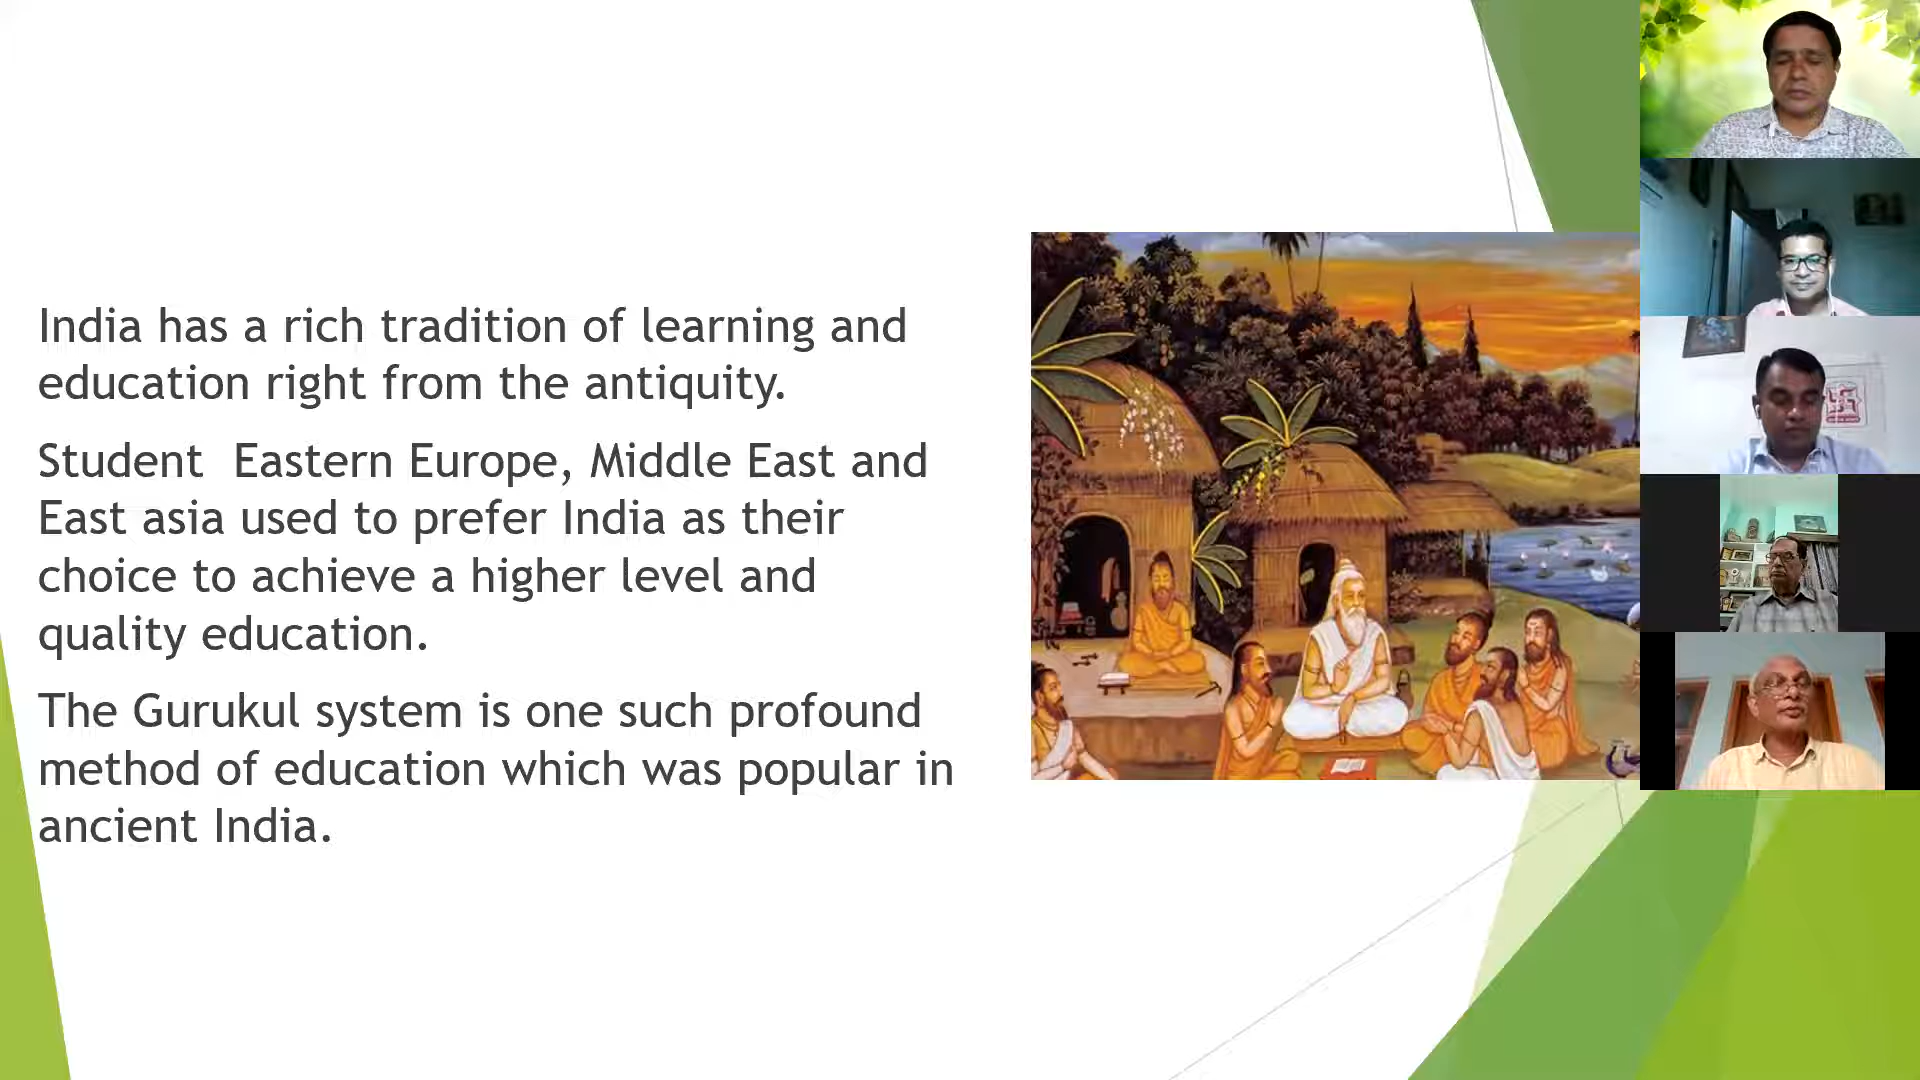 India has a rich tradition of learning and
education right from the antiquity.
Student  Eastern Europe, Middle East and
East asia used to prefer India as their
choice to achieve a higher level and
quality education.
The Gurukul system is one such profound
method of education which was popular in
ancient India.